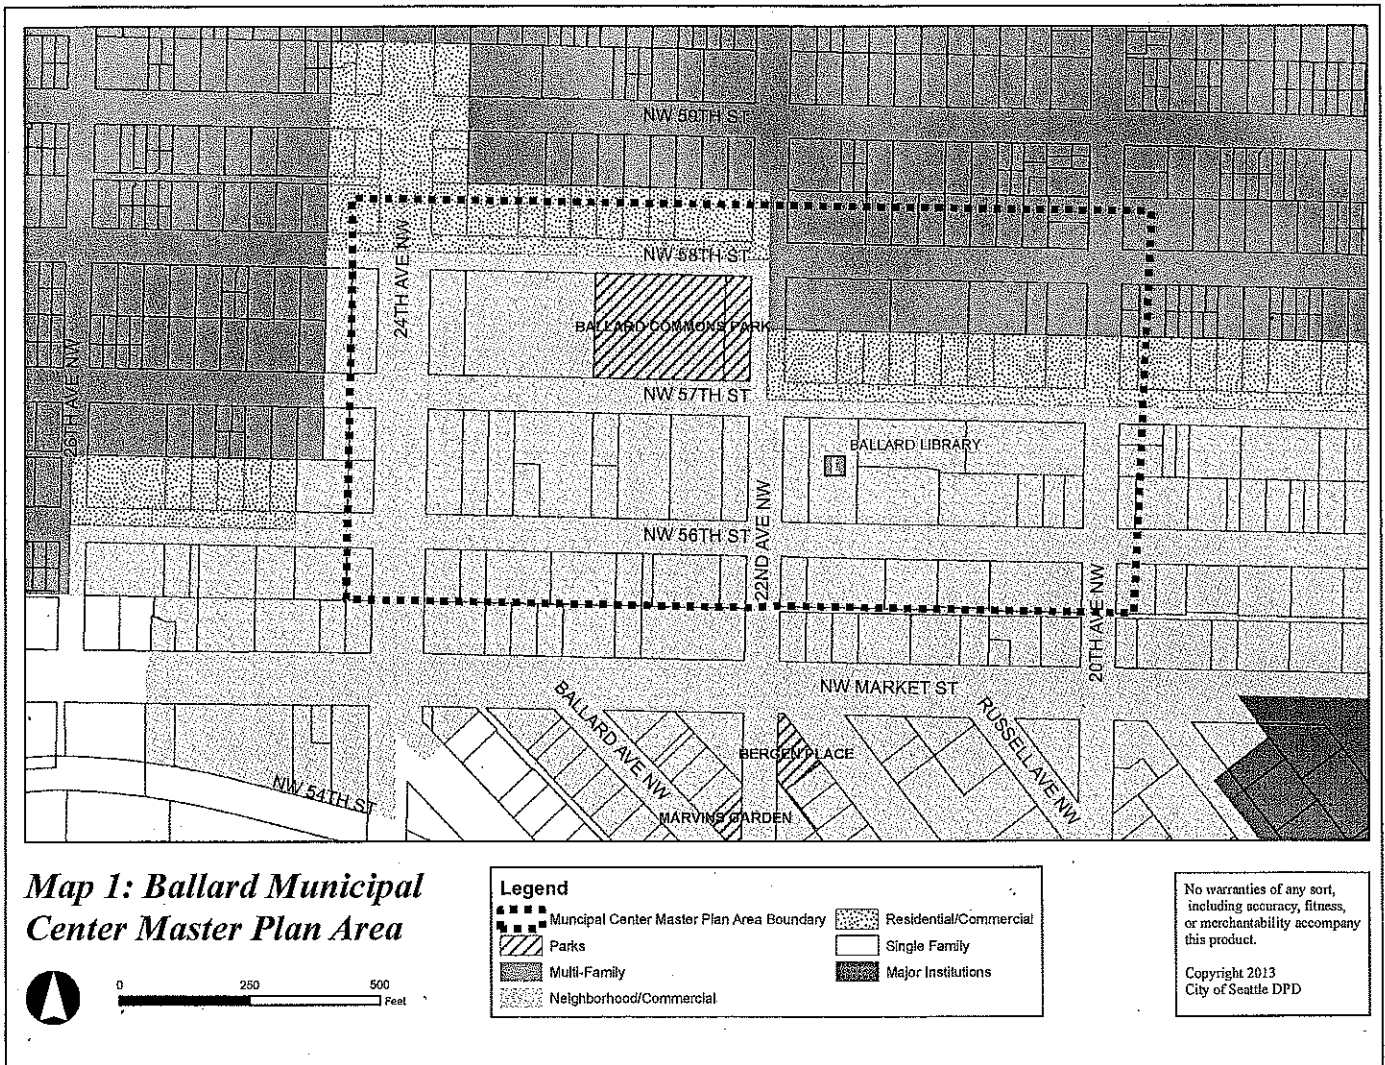 NW 59TH ST
24TH AVE NW
NW 58TH ST
BALLARD COMMONS PARK
26TH AVE NW
NW 57TH ST
BALLARD LIBRARY
22ND AVE NW
NW 56TH ST
20TH AVE NW
NW MARKET ST
BALLARD AVE NW
RUSSELL AVE NW
BERGEN PLACE
NW 54TH ST
MARVINS GARDEN
Map 1: Ballard Municipal
Center Master Plan Area
0 250 500
Feet
Legend
Muncipal Center Master Plan Area Boundary
Parks
Multi-Family
Neighborhood/Commercial
Residential/Commercial
Single Family
Major Institutions
No warranties of any sort,
including accuracy, fitness,
or merchantability accompany
this product.
Copyright 2013
City of Seattle DPD